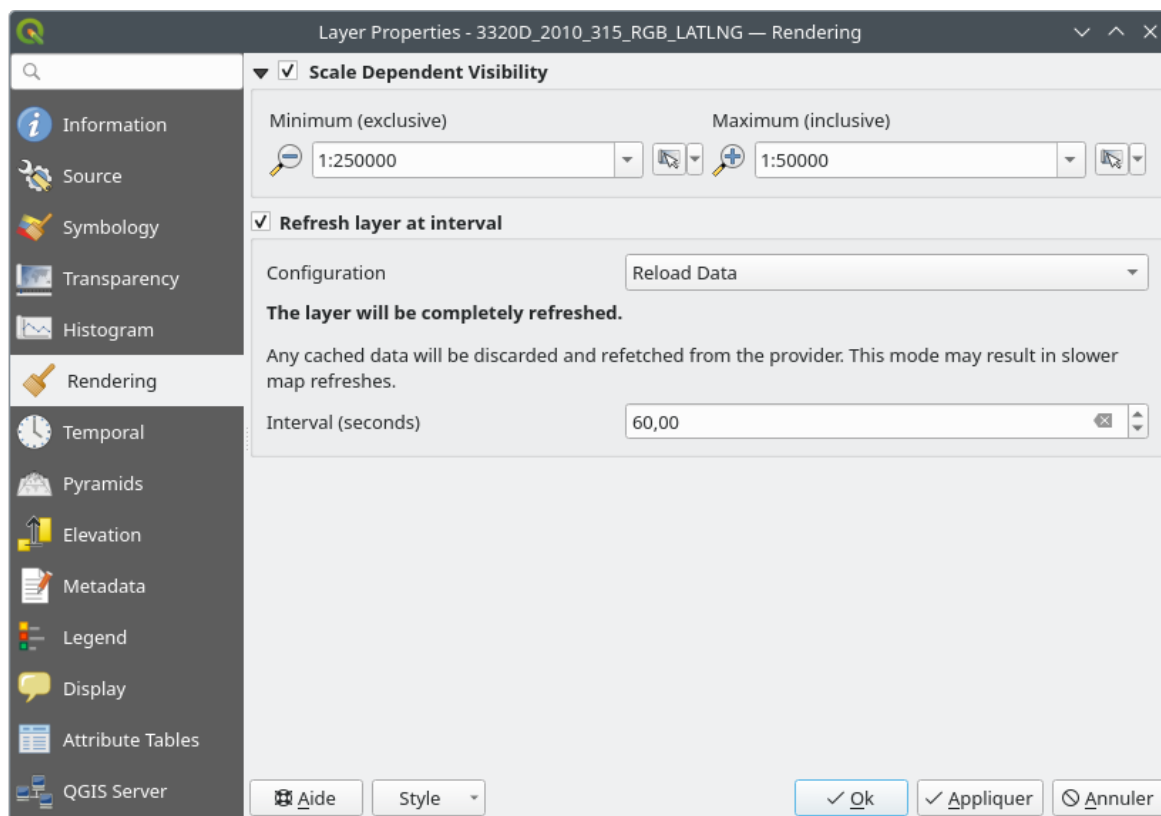 Layer Properties - 3320D_2010_315_RGB_LATLNG — Rendering
Information
Source
Symbology
Transparency
Histogram
Rendering
Temporal
Pyramids
Elevation
Metadata
Legend
Display
Attribute Tables
QGIS Server
Scale Dependent Visibility
Minimum (exclusive)
Maximum (inclusive)
1:250000
1:50000
Refresh layer at interval
Configuration
Reload Data
The layer will be completely refreshed.
Any cached data will be discarded and refetched from the provider. This mode may result in slower
map refreshes.
Interval (seconds)
60,00
Aide
Style
Ok
Appliquer
Annuler